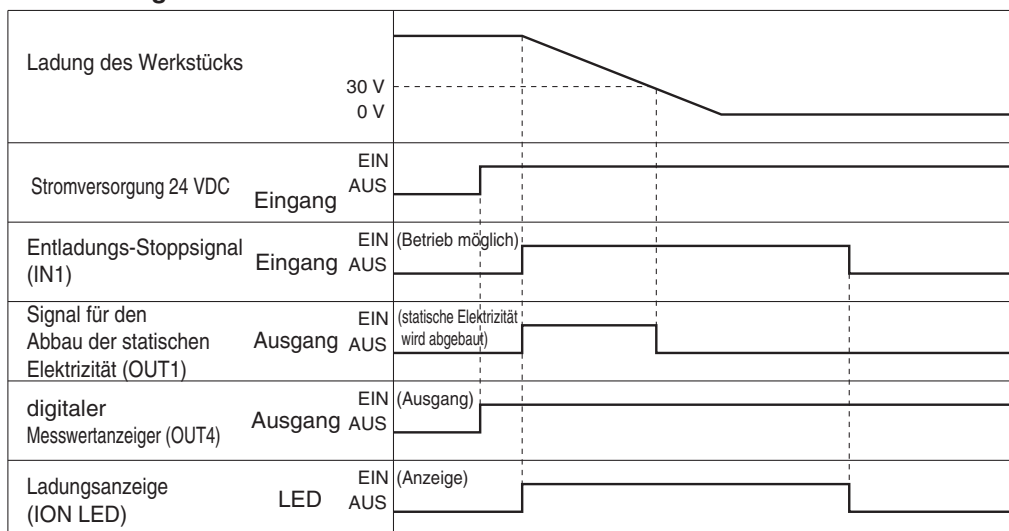 Ladung des Werkstücks
30 V
0 V
Stromversorgung 24 VDC
Eingang
EIN
AUS
Entladungs-Stoppsignal
(IN1)
Eingang
EIN
AUS
(Betrieb möglich)
Signal für den
Abbau der statischen
Elektrizität (OUT1)
Ausgang
EIN
AUS
(statische Elektrizität
wird abgebaut)
digitaler
Messwertanzeiger (OUT4)
Ausgang
EIN
AUS
(Ausgang)
Ladungsanzeige
(ION LED)
LED
EIN
AUS
(Anzeige)